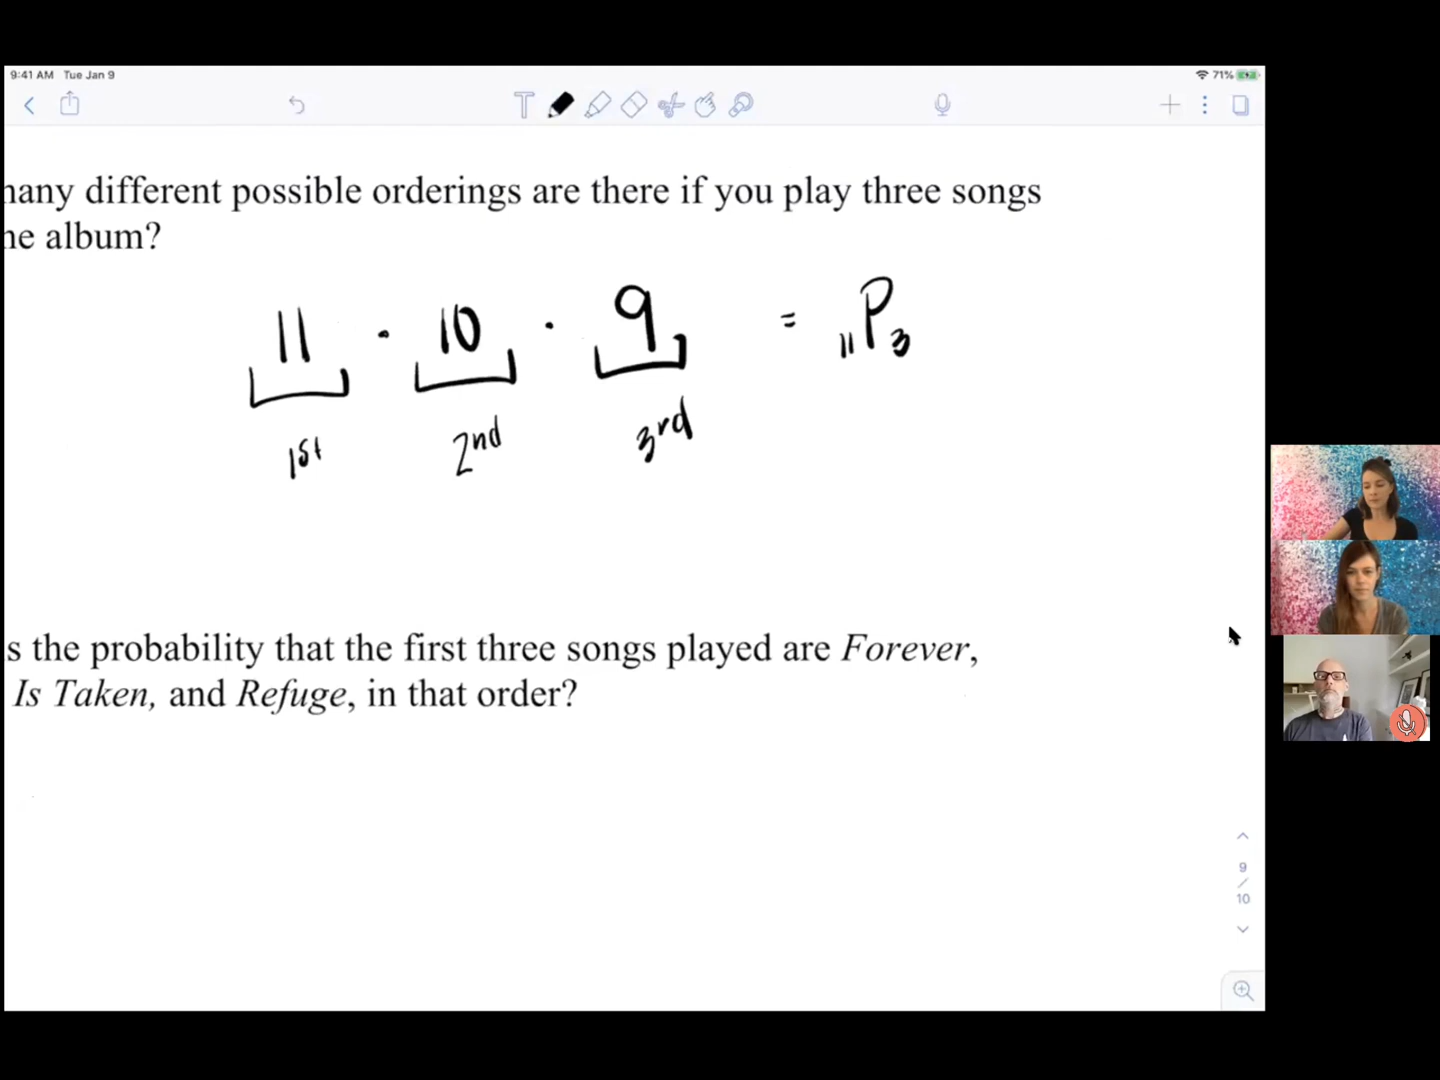 9:41 AM Tue Jan 9
71%
T
many different possible orderings are there if you play three songs
he album?
11 · 10 · 9 = 11P3
1st 2nd 3rd
s the probability that the first three songs played are Forever,
Is Taken, and Refuge, in that order?
9
/
10